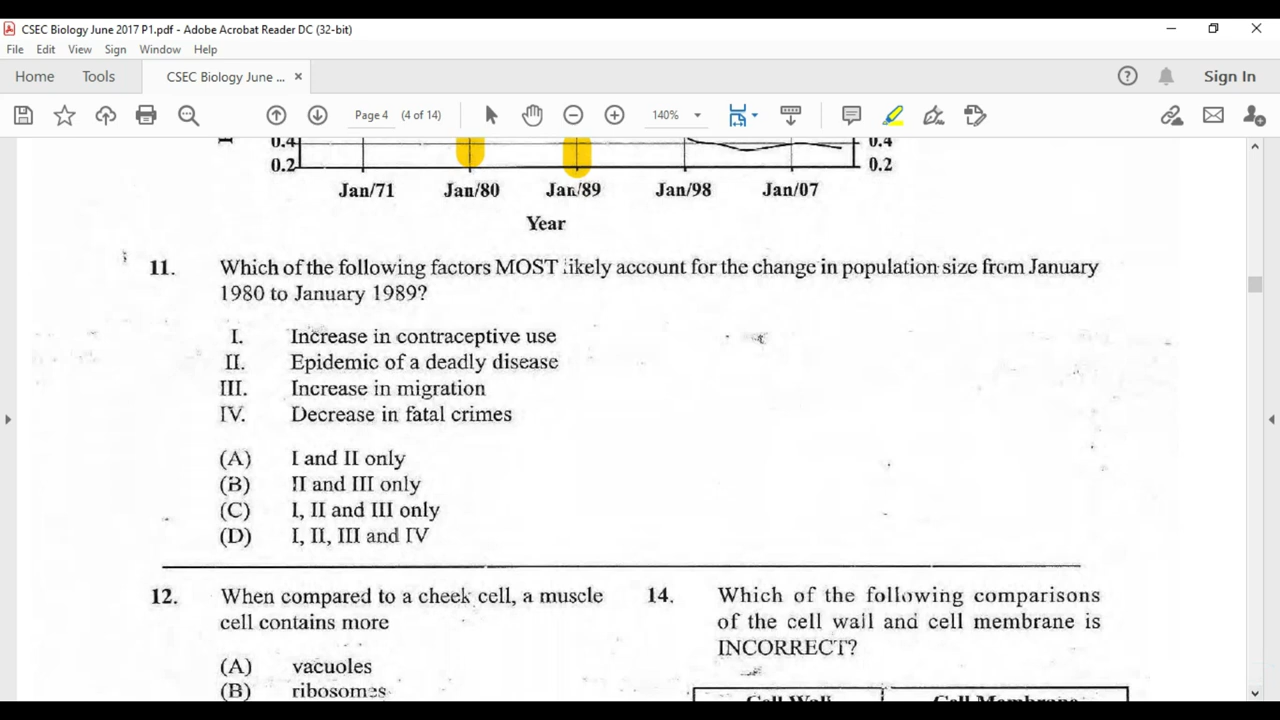 CSEC Biology June 2017 P1.pdf - Adobe Acrobat Reader DC (32-bit)
File Edit View Sign Window Help
Home Tools CSEC Biology June ... Sign In
Page 4 (4 of 14) 140%
0.4 0.4
0.2 0.2
Jan/71 Jan/80 Jan/89 Jan/98 Jan/07
Year
11. Which of the following factors MOST likely account for the change in population size from January
1980 to January 1989?
I. Increase in contraceptive use
II. Epidemic of a deadly disease
III. Increase in migration
IV. Decrease in fatal crimes
(A) I and II only
(B) II and III only
(C) I, II and III only
(D) I, II, III and IV
12. When compared to a cheek cell, a muscle
cell contains more
(A) vacuoles
(B) ribosomes
14. Which of the following comparisons
of the cell wall and cell membrane is
INCORRECT?
Cell Wall Cell Membrane